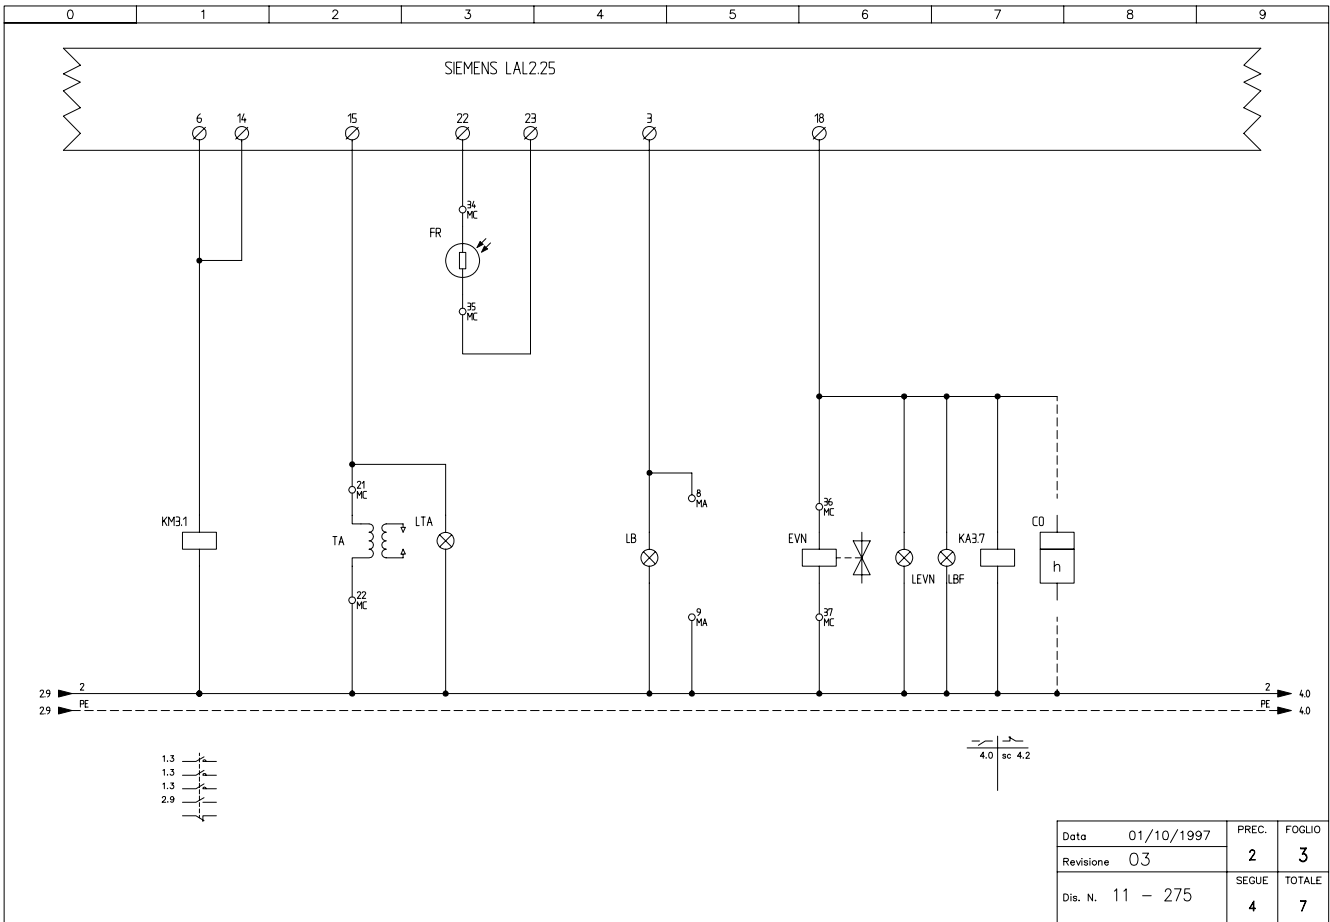 0 1 2 3 4 5 6 7 8 9
SIEMENS LAL2.25
6 14 15 22 23 3 18
34
MC
FR
35
MC
21
MC
8
MA
36
MC
KM3.1
TA
LTA
LB
EVN
LEVN
LBF
KA3.7
CO
h
22
MC
9
MA
37
MC
2.9 2 2 4.0
2.9 PE PE 4.0
1.3
1.3
1.3
2.9
4.0 sc 4.2
Data 01/10/1997
Revisione 03
Dis. N. 11 - 275
PREC.
2
FOGLIO
3
SEGUE
4
TOTALE
7